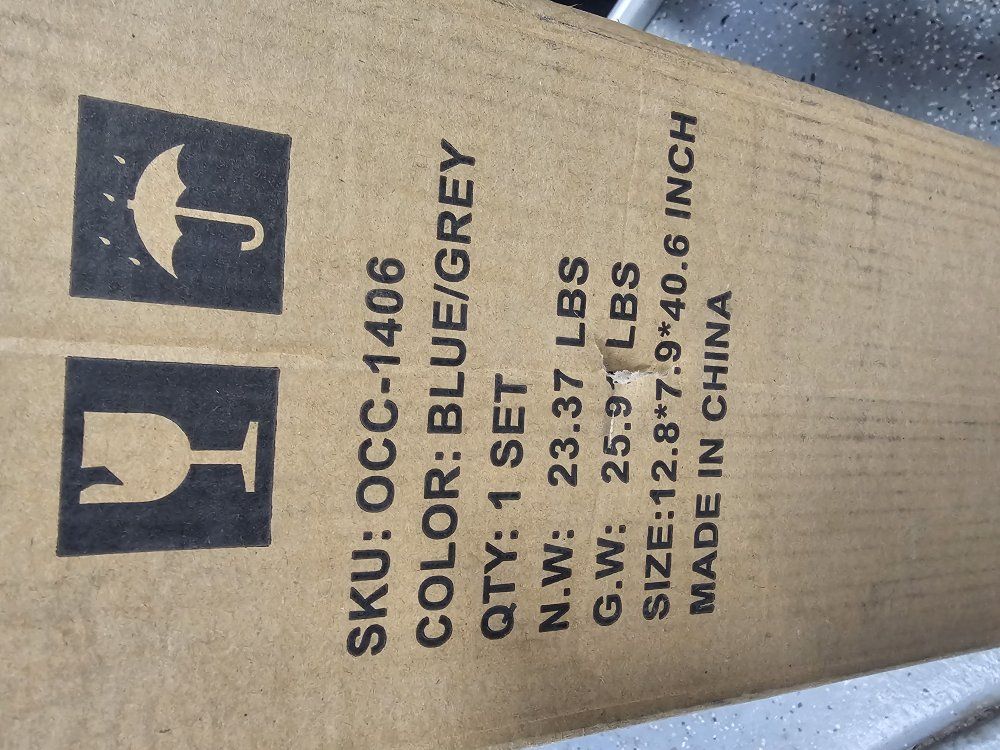 SKU: OCC-1406
COLOR: BLUE/GREY
QTY: 1 SET
N.W: 23.37 LBS
G.W: LBS
SIZE:12.8*7.9*40.6 INCH
MADE IN CHINA